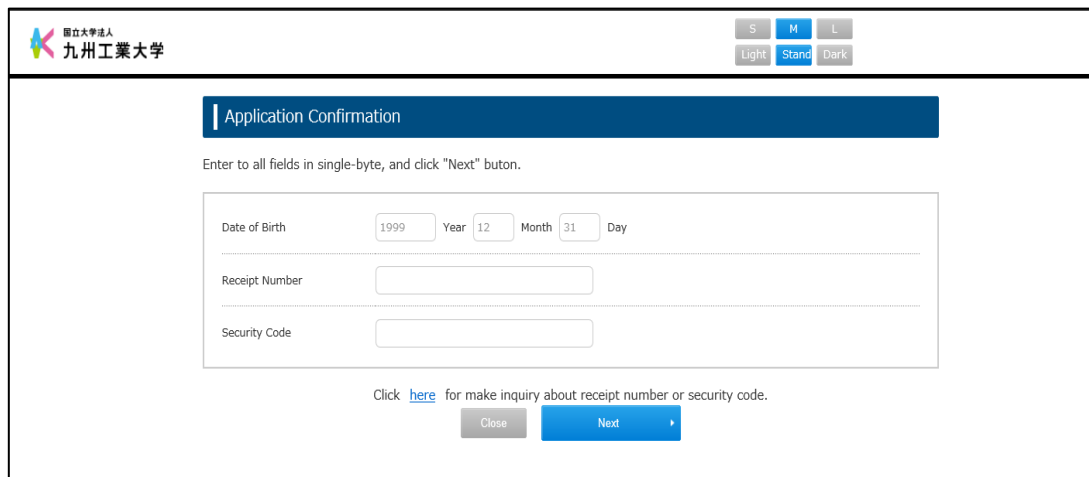 国立大学法人
九州工業大学
S M L
Light Stand Dark
Application Confirmation
Enter to all fields in single-byte, and click "Next" buton.
Date of Birth 1999 Year 12 Month 31 Day
Receipt Number
Security Code
Click here for make inquiry about receipt number or security code.
Close Next